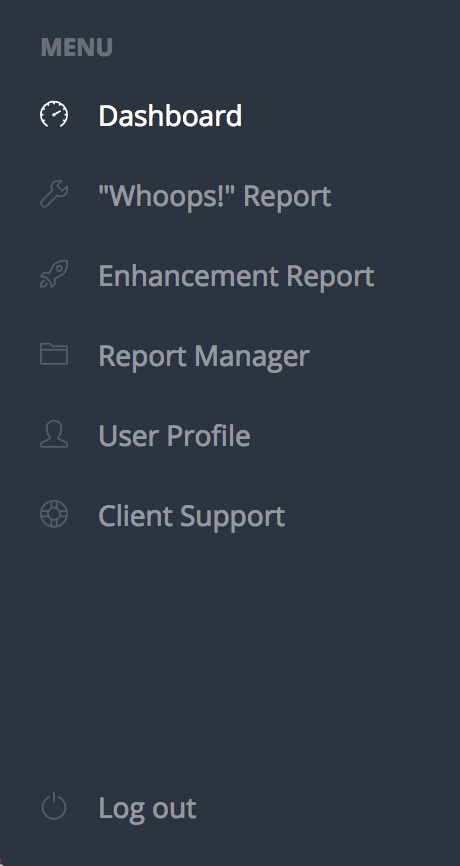 MENU
Dashboard
"Whoops!" Report
Enhancement Report
Report Manager
User Profile
Client Support
Log out